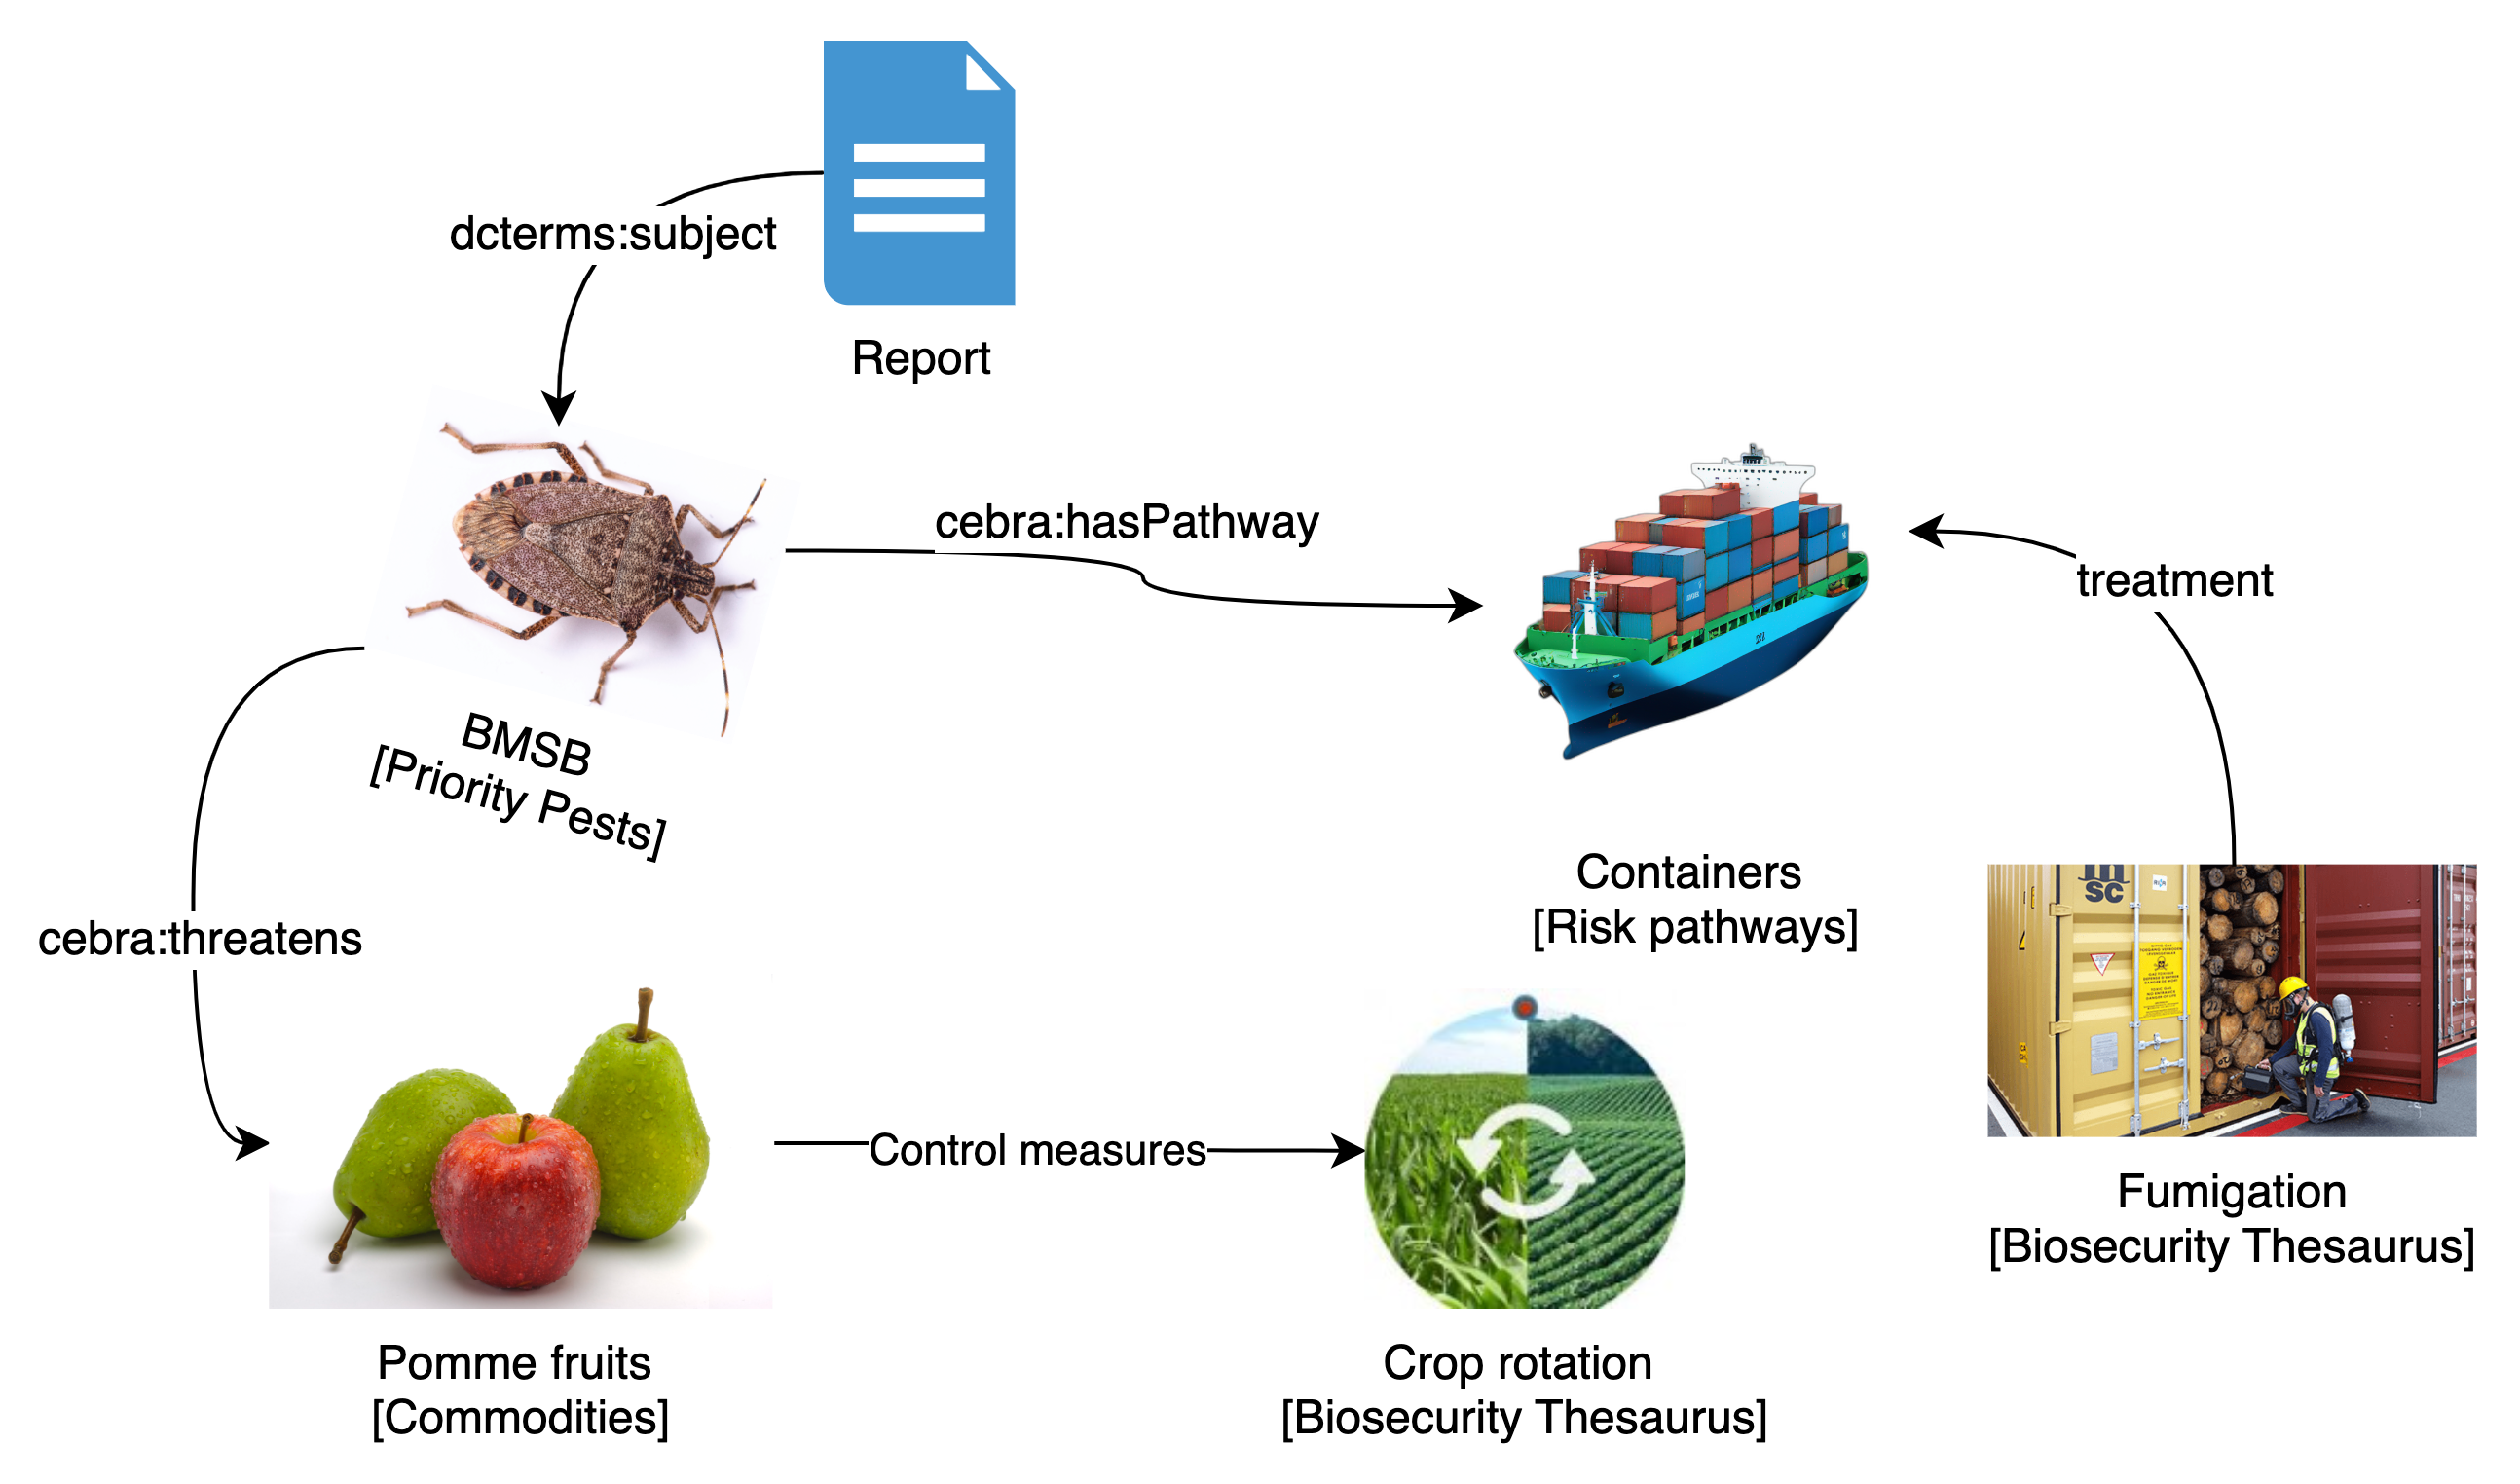 dcterms:subject
Report
cebra:hasPathway
treatment
BMSB
[Priority Pests]
Containers
[Risk pathways]
cebra:threatens
SC
Control measures
Fumigation
[Biosecurity Thesaurus]
Pomme fruits
[Commodities]
Crop rotation
[Biosecurity Thesaurus]